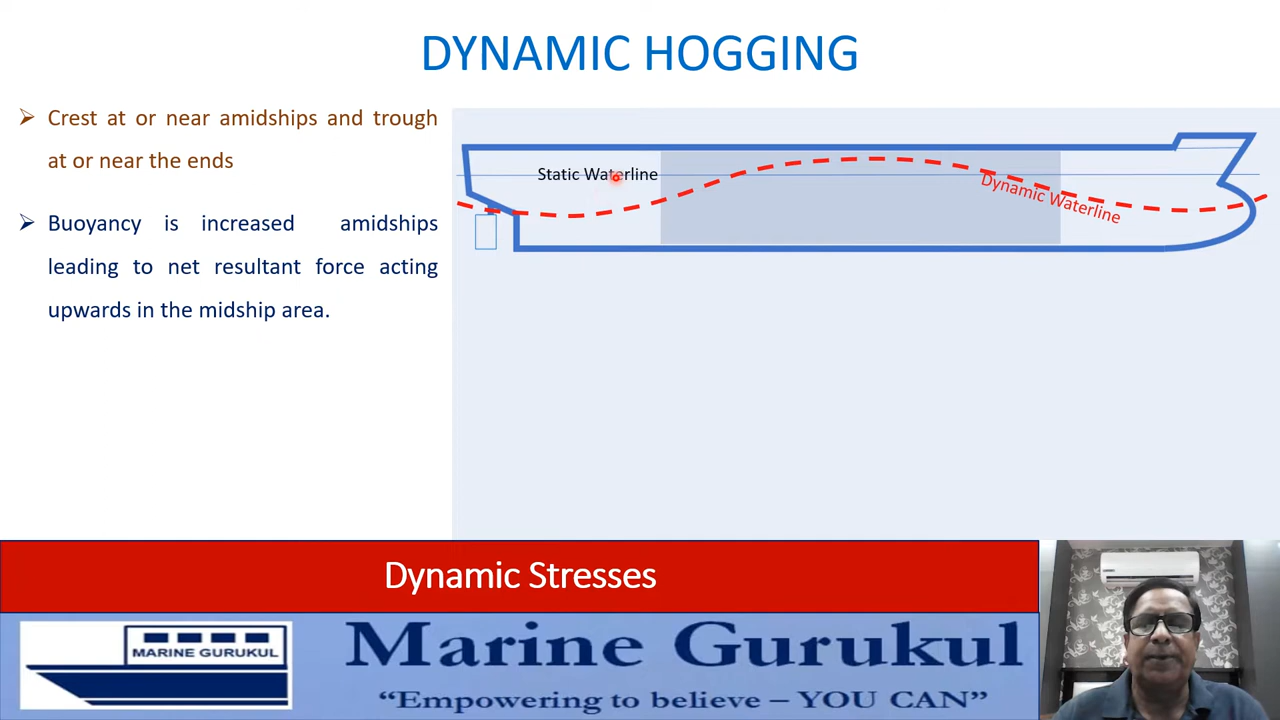 DYNAMIC HOGGING
➢ Crest at or near amidships and trough
at or near the ends
➢ Buoyancy is increased amidships
leading to net resultant force acting
upwards in the midship area.
Static Waterline
Dynamic Waterline
Dynamic Stresses
MARINE GURUKUL
Marine Gurukul
“Empowering to believe – YOU CAN”